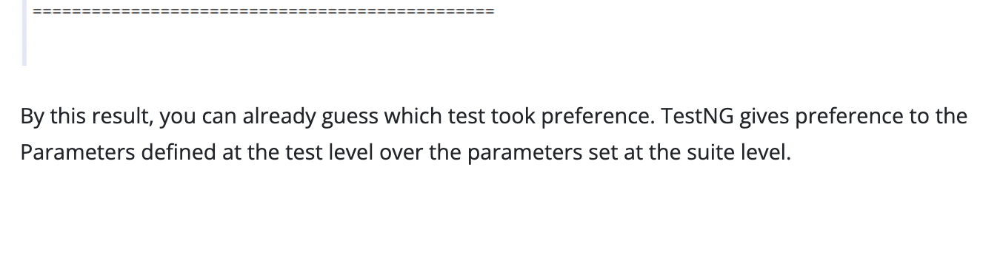 ===============================================
By this result, you can already guess which test took preference. TestNG gives preference to the
Parameters defined at the test level over the parameters set at the suite level.